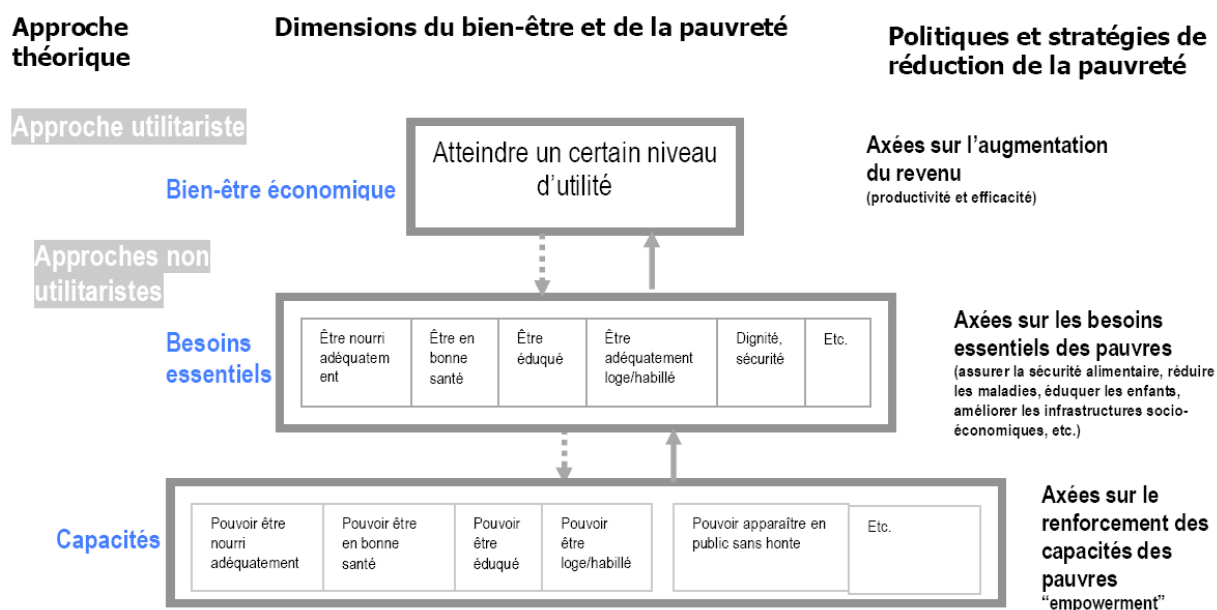 Approche
théorique
Dimensions du bien-être et de la pauvreté
Politiques et stratégies de
réduction de la pauvreté
Approche utilitariste
Bien-être économique
Atteindre un certain niveau
d’utilité
Axées sur l’augmentation
du revenu
(productivité et efficacité)
Approches non
utilitaristes
Besoins
essentiels
Être nourri
adéquatem
ent
Être en
bonne
santé
Être
éduqué
Être
adéquatement
loge/habillé
Dignité,
sécurité
Etc.
Axées sur les besoins
essentiels des pauvres
(assurer la sécurité alimentaire, réduire
les maladies, éduquer les enfants,
améliorer les infrastructures socio-
économiques, etc.)
Capacités
Pouvoir être
nourri
adéquatement
Pouvoir être
en bonne
santé
Pouvoir
être
éduqué
Pouvoir
être
loge/habillé
Pouvoir apparaître en
public sans honte
Etc.
Axées sur le
renforcement des
capacités des
pauvres
“empowerment”